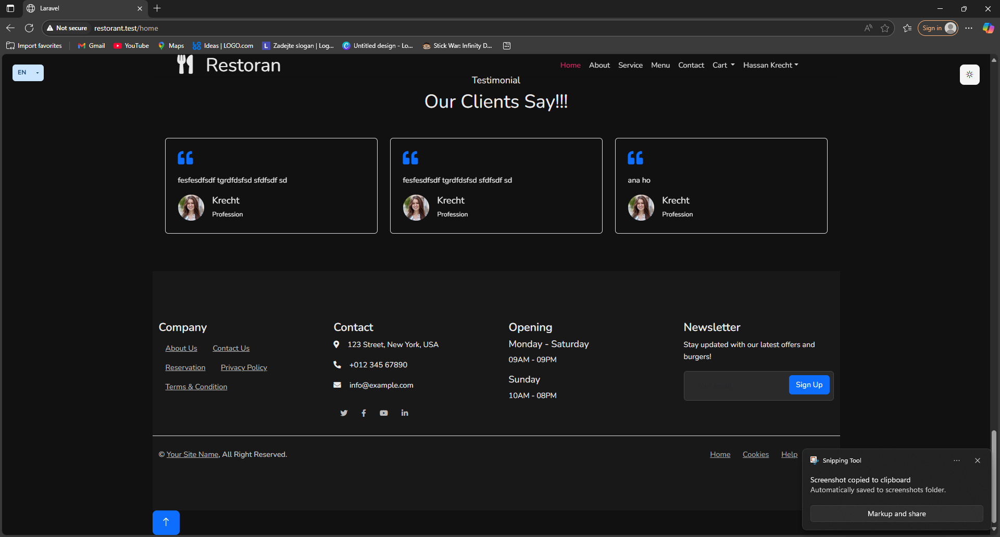 Laravel
Not secure restorant.test/home
Sign in
Import favorites Gmail YouTube Maps Ideas | LOGO.com Zadejte slogan | Log... Untitled design - Lo... Stick War: Infinity D...
EN
Restoran
Home About Service Menu Contact Cart Hassan Krecht
Testimonial
Our Clients Say!!!
fesfesdfsdf tgrdfdsfsd sfdfsdf sd
Krecht
Profession
fesfesdfsdf tgrdfdsfsd sfdfsdf sd
Krecht
Profession
ana ho
Krecht
Profession
Company
About Us Contact Us
Reservation Privacy Policy
Terms & Condition
Contact
123 Street, New York, USA
+012 345 67890
info@example.com
Opening
Monday - Saturday
09AM - 09PM
Sunday
10AM - 08PM
Newsletter
Stay updated with our latest offers and
burgers!
Sign Up
© Your Site Name, All Right Reserved.
Home Cookies Help
Snipping Tool
Screenshot copied to clipboard
Automatically saved to screenshots folder.
Markup and share